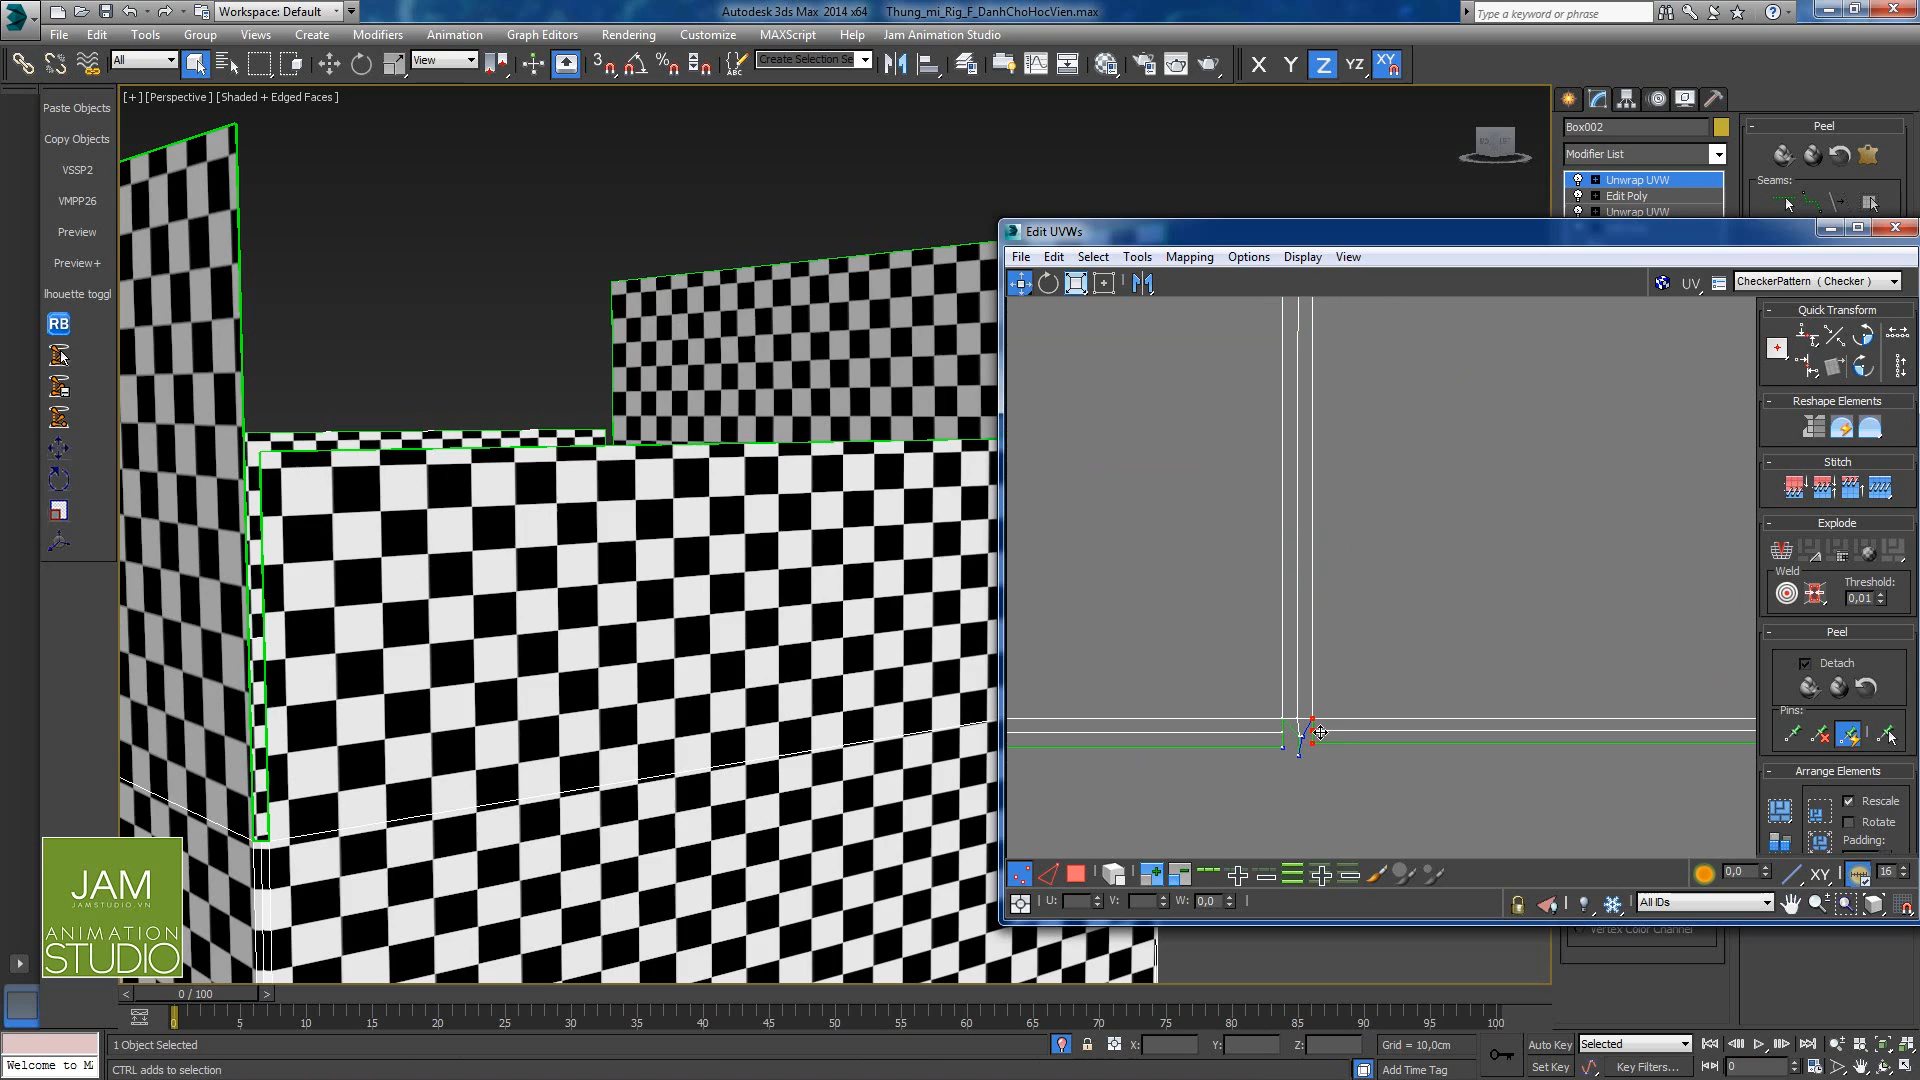 Workspace: Default
Autodesk 3ds Max 2014 x64 Thung_mi_Rig_F_DanhChoHocVien.max
Type a keyword or phrase
File Edit Tools Group Views Create Modifiers Animation Graph Editors Rendering Customize MAXScript Help Jam Animation Studio
All
View
Create Selection Se
X Y Z YZ XY
Paste Objects
Copy Objects
VSSP2
VMPP26
Preview
Preview+
lhouette toggl
RB
[+] [Perspective ] [Shaded + Edged Faces ]
Box002
Modifier List
Unwrap UVW
Edit Poly
Unwrap UVW
Peel
Seams:
Edit UVWs
File Edit Select Tools Mapping Options Display View
UV
CheckerPattern ( Checker )
Quick Transform
Reshape Elements
Stitch
Explode
Weld
Threshold:
0,01
Peel
Detach
Pins:
Arrange Elements
Rescale
Rotate
Padding:
0,0
XY
16
U: V: W: 0,0
All IDs
Vertex Color Channel
JAM
JAMSTUDIO.VN
ANIMATION
STUDIO
0 / 100
0 5 10 15 20 25 30 35 40 45 50 55 60 65 70 75 80 85 90 95 100
1 Object Selected
X: Y: Z:
Grid = 10,0cm
Auto Key
Selected
Welcome to M
CTRL adds to selection
Add Time Tag
Set Key
Key Filters...
0